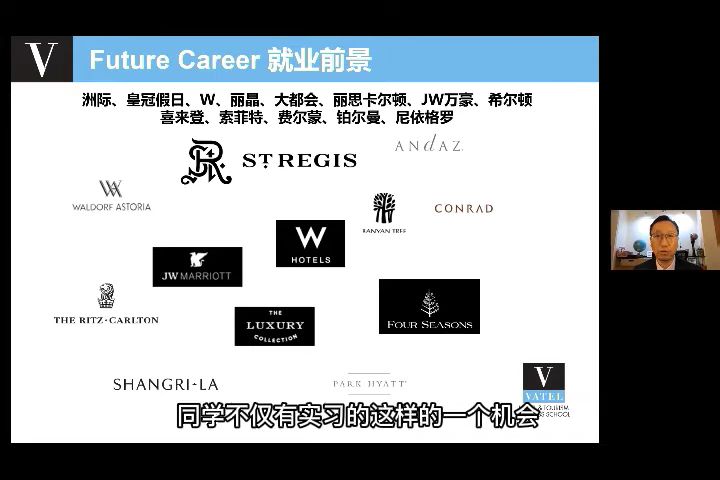 V
Future Career 就业前景
洲际、皇冠假日、W、丽晶、大都会、丽思卡尔顿、JW万豪、希尔顿
喜来登、索菲特、费尔蒙、铂尔曼、尼依格罗
ST REGIS
ANdAZ.
WALDORF ASTORIA
BANYAN TREE
CONRAD
W
HOTELS
JW MARRIOTT
THE RITZ·CARLTON
THE
LUXURY
COLLECTION
FOUR SEASONS
SHANGRI-LA
PARK HYATT
V
VATEL
& TOURISM
SCHOOL
同学不仅有实习的这样的一个机会